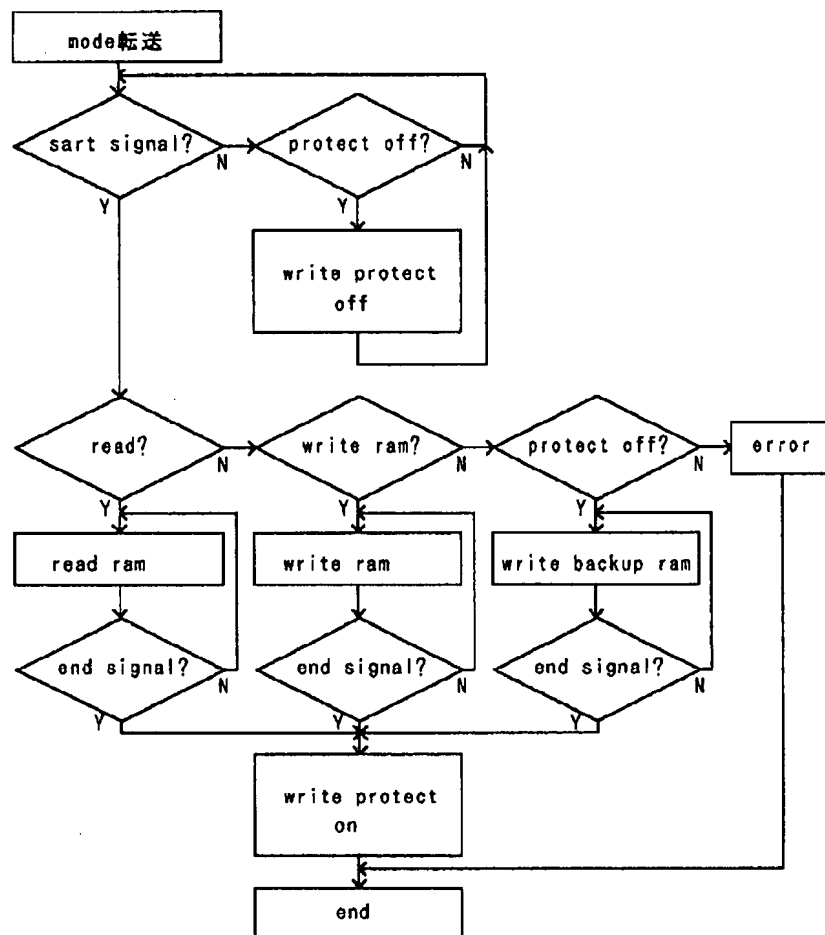 mode転送
sart signal?
N
protect off?
N
Y
Y
write protect
off
read?
N
write ram?
N
protect off?
N
error
Y
Y
Y
read ram
write ram
write backup ram
end signal?
N
end signal?
N
end signal?
N
Y
Y
Y
write protect
on
end